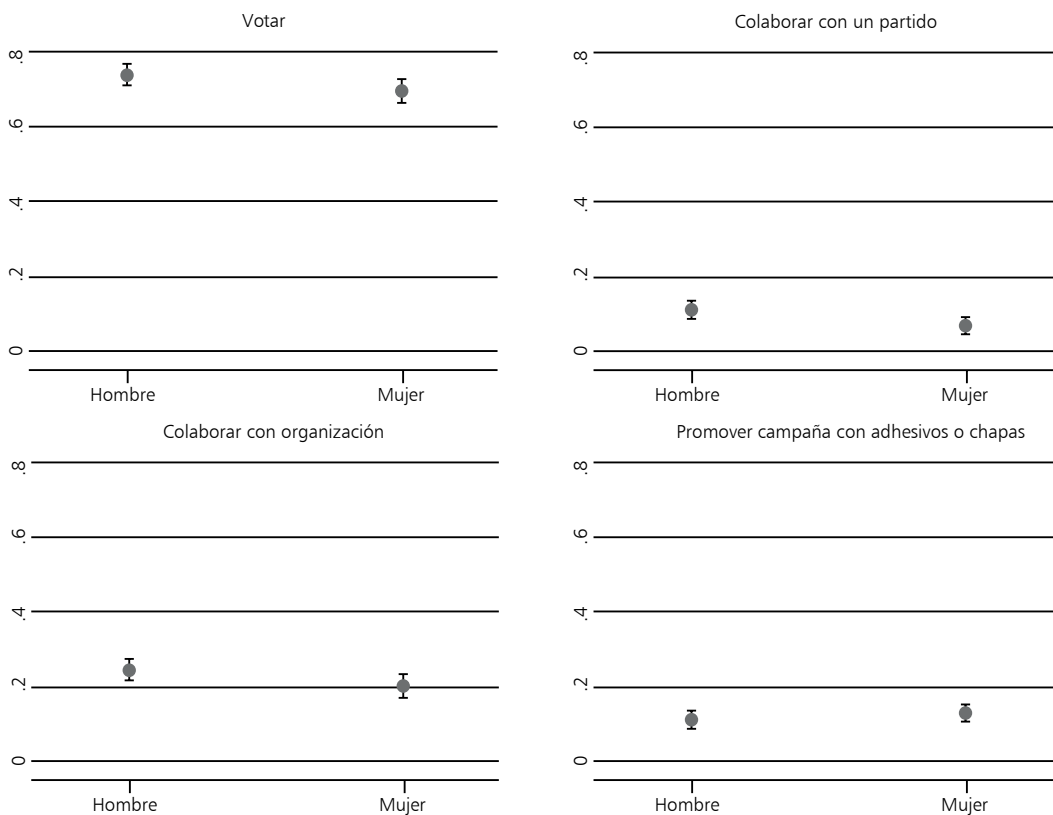 Votar
.8
.6
.4
.2
0
Hombre Mujer
Colaborar con un partido
.8
.6
.4
.2
0
Hombre Mujer
Colaborar con organización
.8
.6
.4
.2
0
Hombre Mujer
Promover campaña con adhesivos o chapas
.8
.6
.4
.2
0
Hombre Mujer